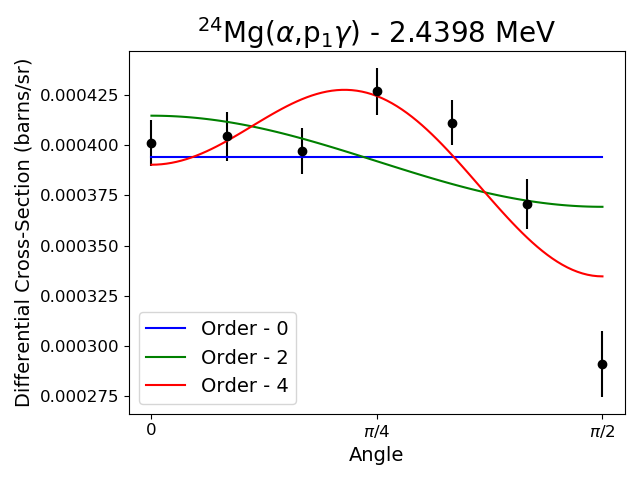 ²⁴Mg(α,p₁γ) - 2.4398 MeV
Differential Cross-Section (barns/sr)
0.000425
0.000400
0.000375
0.000350
0.000325
0.000300
0.000275
Order - 0
Order - 2
Order - 4
0
π/4
π/2
Angle